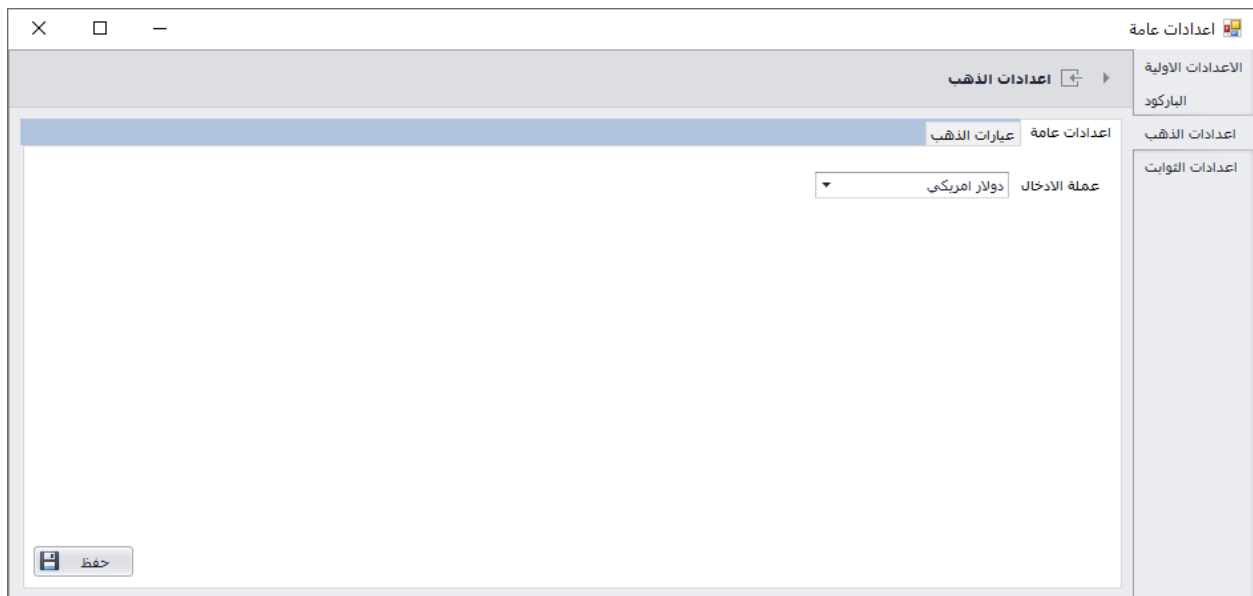 اعدادات عامة
الاعدادات الاولية
الباركود
اعدادات الذهب
اعدادات الثوابت
اعدادات الذهب
اعدادات عامة
عيارات الذهب
عملة الادخال
دولار امريكي
حفظ